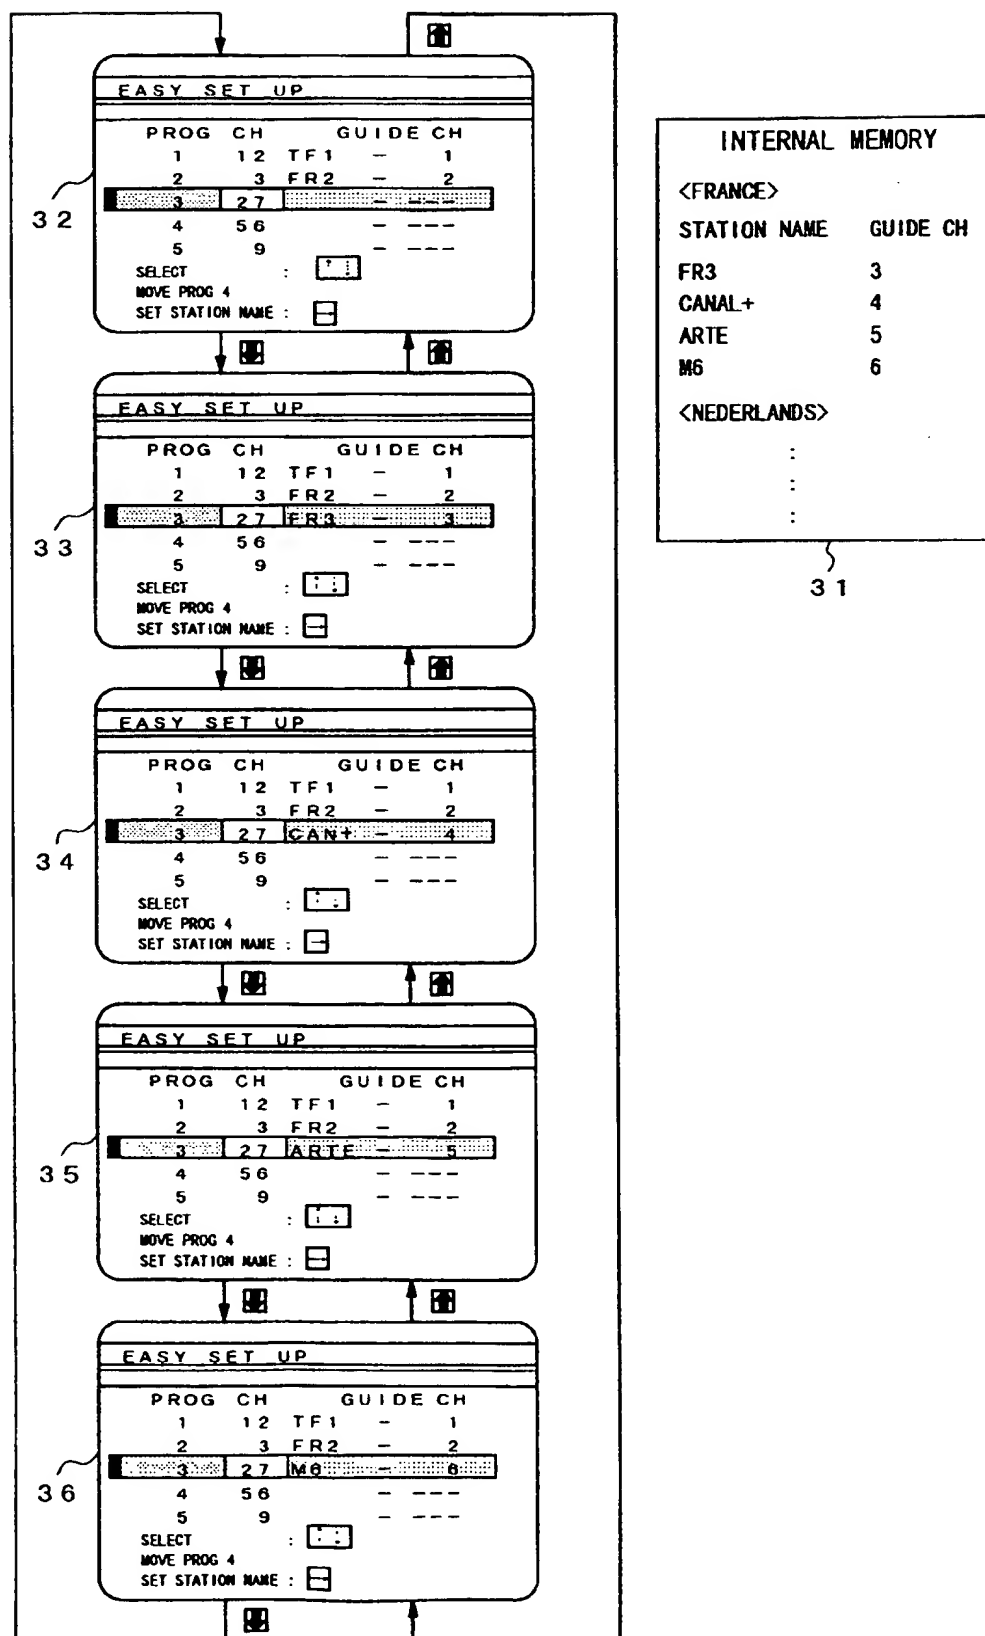 EASY SET UP
PROG CH GUIDE CH
1 12 TF1 - 1
2 3 FR2 - 2
3 27 - ---
4 56 - ---
5 9 - ---
SELECT :
MOVE PROG 4
SET STATION NAME : →
32
EASY SET UP
PROG CH GUIDE CH
1 12 TF1 - 1
2 3 FR2 - 2
3 27 FR3 - 3
4 56 - ---
5 9 - ---
SELECT :
MOVE PROG 4
SET STATION NAME : →
33
EASY SET UP
PROG CH GUIDE CH
1 12 TF1 - 1
2 3 FR2 - 2
3 27 CAN+ - 4
4 56 - ---
5 9 - ---
SELECT :
MOVE PROG 4
SET STATION NAME : →
34
EASY SET UP
PROG CH GUIDE CH
1 12 TF1 - 1
2 3 FR2 - 2
3 27 ARTE - 5
4 56 - ---
5 9 - ---
SELECT :
MOVE PROG 4
SET STATION NAME : →
35
EASY SET UP
PROG CH GUIDE CH
1 12 TF1 - 1
2 3 FR2 - 2
3 27 M6 - 6
4 56 - ---
5 9 - ---
SELECT :
MOVE PROG 4
SET STATION NAME : →
36
INTERNAL MEMORY
<FRANCE>
STATION NAME GUIDE CH
FR3 3
CANAL+ 4
ARTE 5
M6 6
<NEDERLANDS>
:
:
:
31